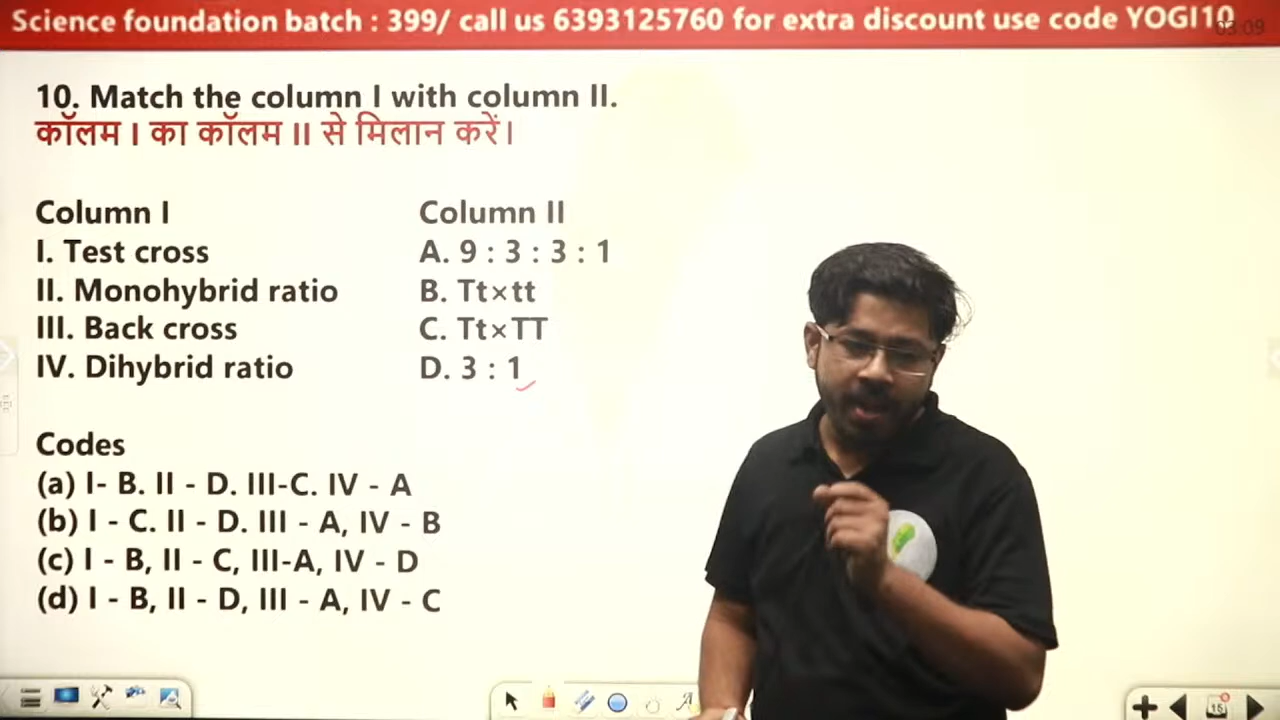 Science foundation batch : 399/ call us 6393125760 for extra discount use code YOGI10
03:09
10. Match the column I with column II.
कॉलम I का कॉलम II से मिलान करें।
Column I Column II
I. Test cross A. 9 : 3 : 3 : 1
II. Monohybrid ratio B. Tt×tt
III. Back cross C. Tt×TT
IV. Dihybrid ratio D. 3 : 1
Codes
(a) I- B. II - D. III-C. IV - A
(b) I - C. II - D. III - A, IV - B
(c) I - B, II - C, III-A, IV - D
(d) I - B, II - D, III - A, IV - C
15